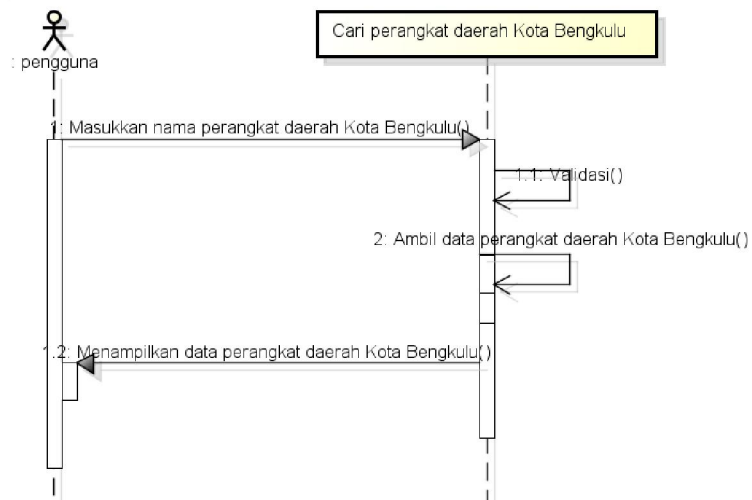 Cari perangkat daerah Kota Bengkulu
: pengguna
1: Masukkan nama perangkat daerah Kota Bengkulu()
1.1: Validasi()
2: Ambil data perangkat daerah Kota Bengkulu()
1.2: Menampilkan data perangkat daerah Kota Bengkulu()